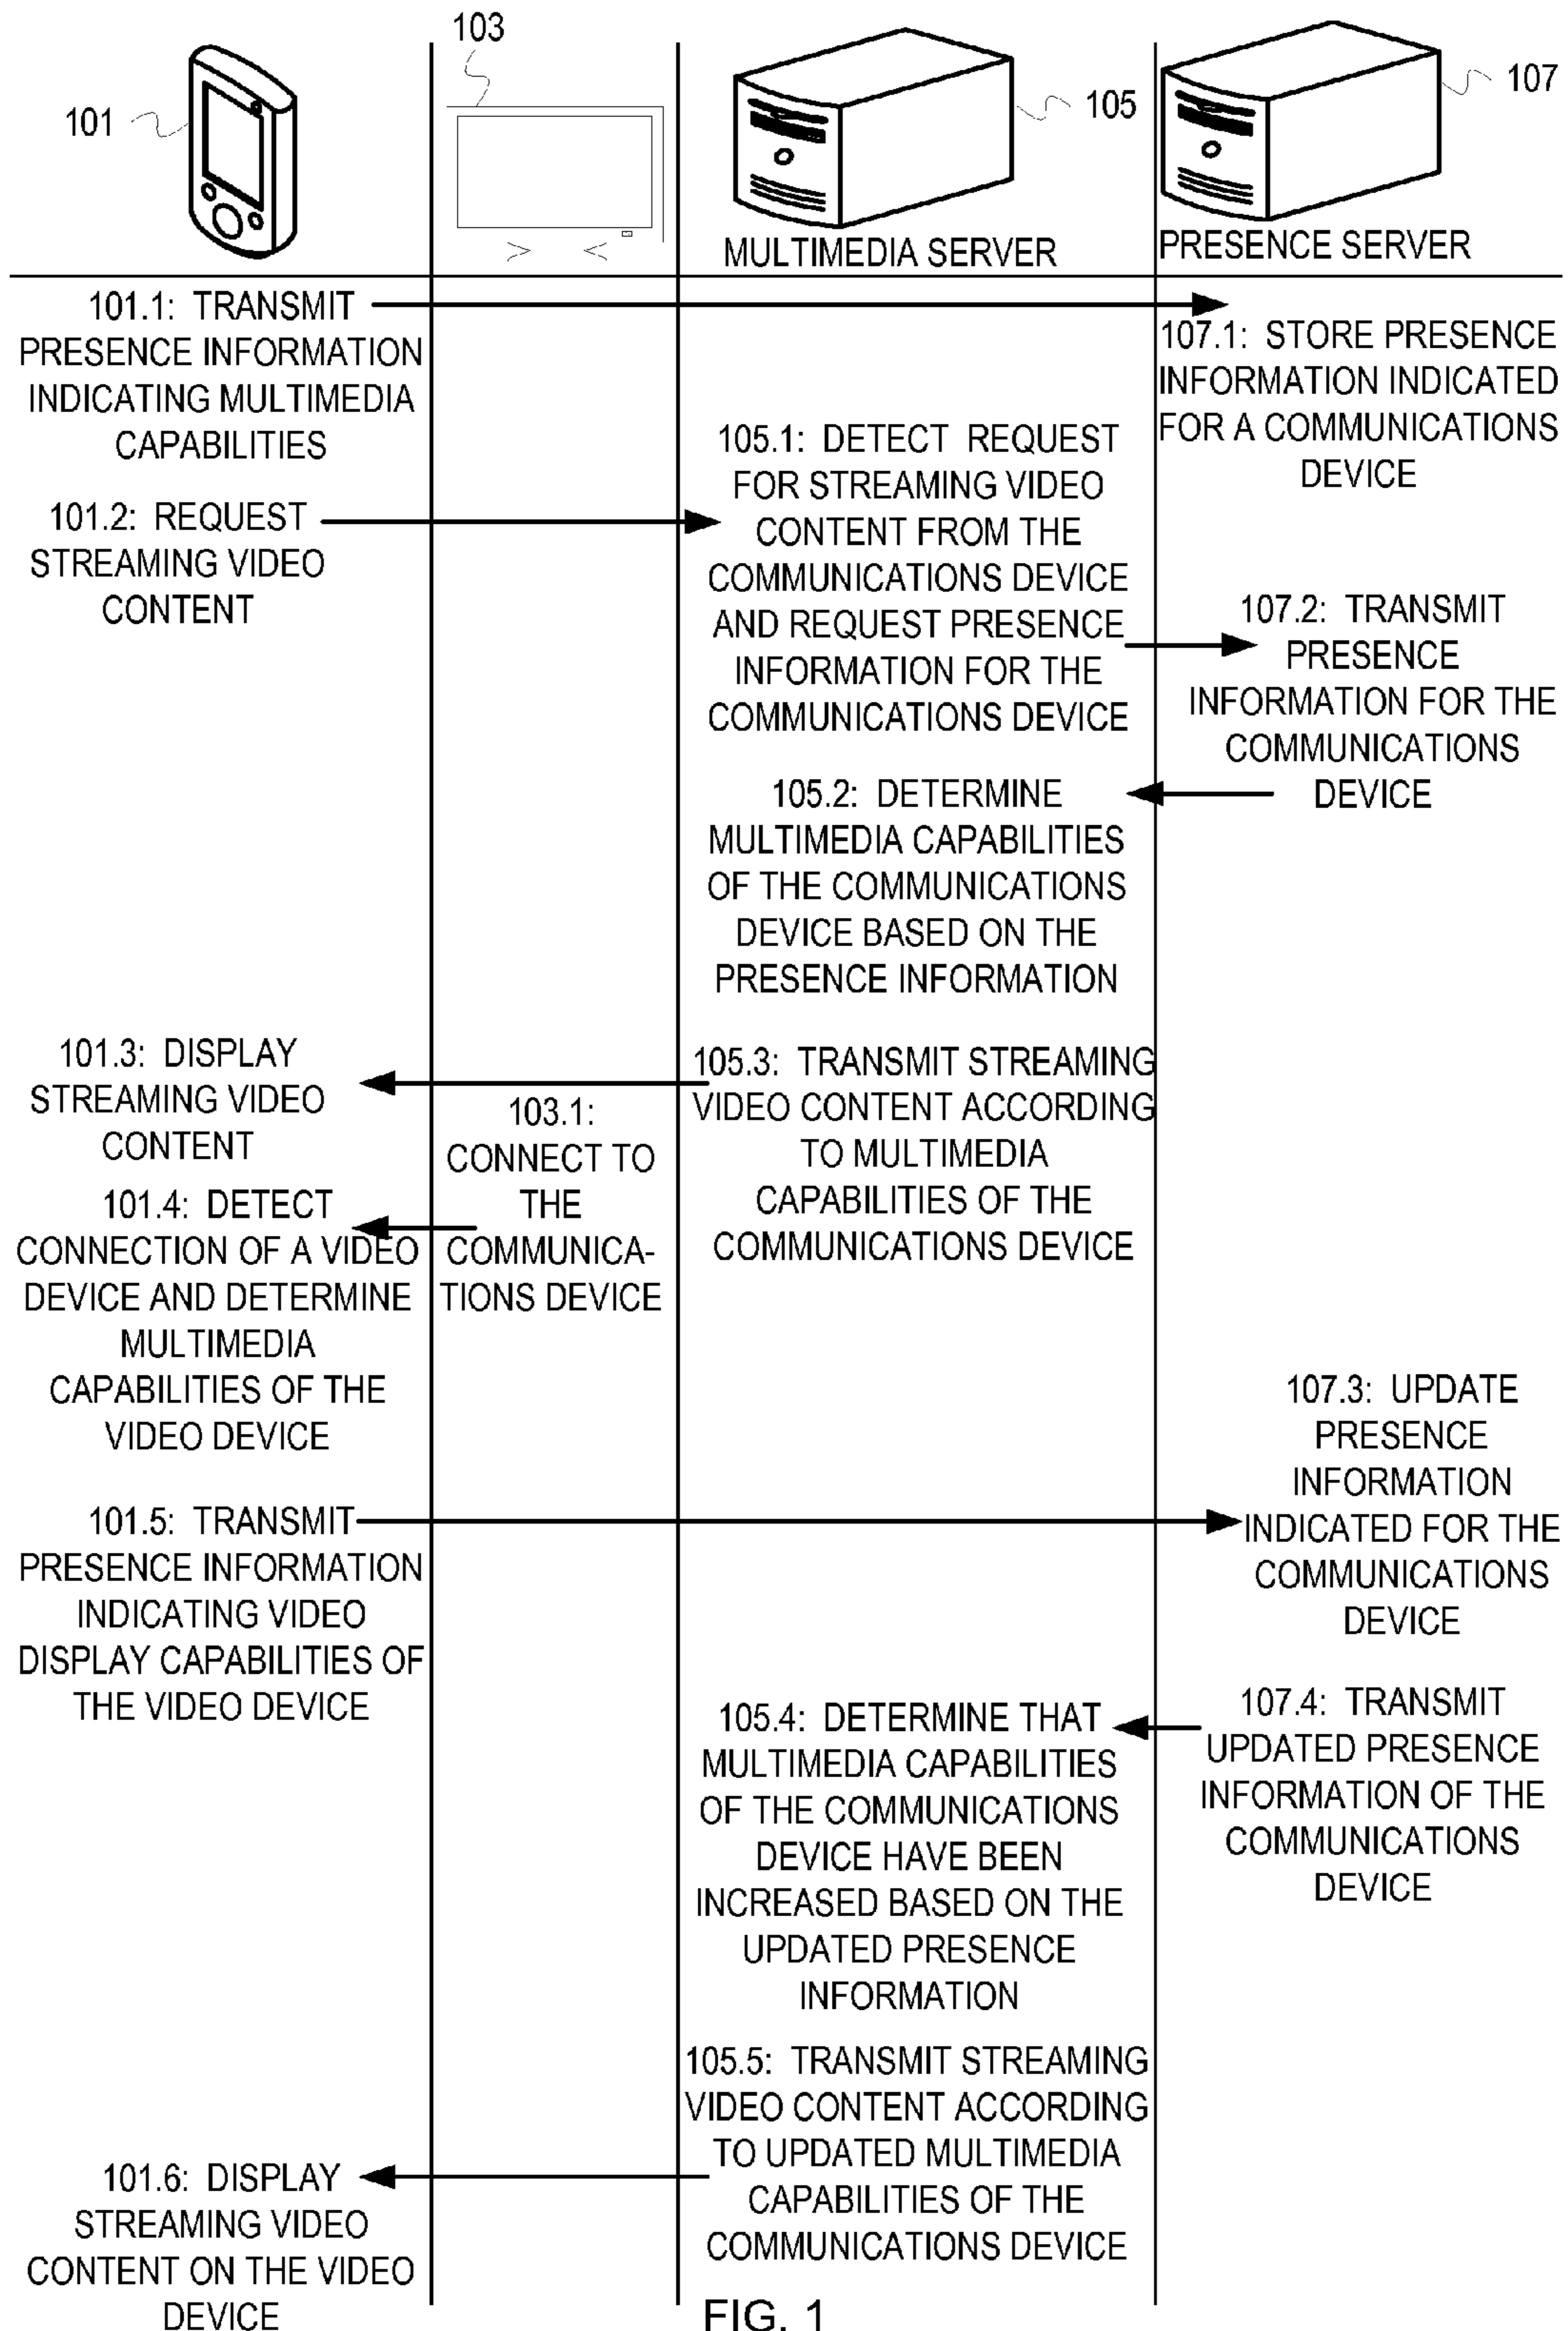 101
103
105
107
MULTIMEDIA SERVER
PRESENCE SERVER
101.1: TRANSMIT
PRESENCE INFORMATION
INDICATING MULTIMEDIA
CAPABILITIES
107.1: STORE PRESENCE
INFORMATION INDICATED
FOR A COMMUNICATIONS
DEVICE
101.2: REQUEST
STREAMING VIDEO
CONTENT
105.1: DETECT REQUEST
FOR STREAMING VIDEO
CONTENT FROM THE
COMMUNICATIONS DEVICE
AND REQUEST PRESENCE
INFORMATION FOR THE
COMMUNICATIONS DEVICE
107.2: TRANSMIT
PRESENCE
INFORMATION FOR THE
COMMUNICATIONS
DEVICE
105.2: DETERMINE
MULTIMEDIA CAPABILITIES
OF THE COMMUNICATIONS
DEVICE BASED ON THE
PRESENCE INFORMATION
105.3: TRANSMIT STREAMING
VIDEO CONTENT ACCORDING
TO MULTIMEDIA
CAPABILITIES OF THE
COMMUNICATIONS DEVICE
101.3: DISPLAY
STREAMING VIDEO
CONTENT
103.1:
CONNECT TO
THE
COMMUNICA-
TIONS DEVICE
101.4: DETECT
CONNECTION OF A VIDEO
DEVICE AND DETERMINE
MULTIMEDIA
CAPABILITIES OF THE
VIDEO DEVICE
101.5: TRANSMIT
PRESENCE INFORMATION
INDICATING VIDEO
DISPLAY CAPABILITIES OF
THE VIDEO DEVICE
107.3: UPDATE
PRESENCE
INFORMATION
INDICATED FOR THE
COMMUNICATIONS
DEVICE
107.4: TRANSMIT
UPDATED PRESENCE
INFORMATION OF THE
COMMUNICATIONS
DEVICE
105.4: DETERMINE THAT
MULTIMEDIA CAPABILITIES
OF THE COMMUNICATIONS
DEVICE HAVE BEEN
INCREASED BASED ON THE
UPDATED PRESENCE
INFORMATION
105.5: TRANSMIT STREAMING
VIDEO CONTENT ACCORDING
TO UPDATED MULTIMEDIA
CAPABILITIES OF THE
COMMUNICATIONS DEVICE
101.6: DISPLAY
STREAMING VIDEO
CONTENT ON THE VIDEO
DEVICE
FIG. 1